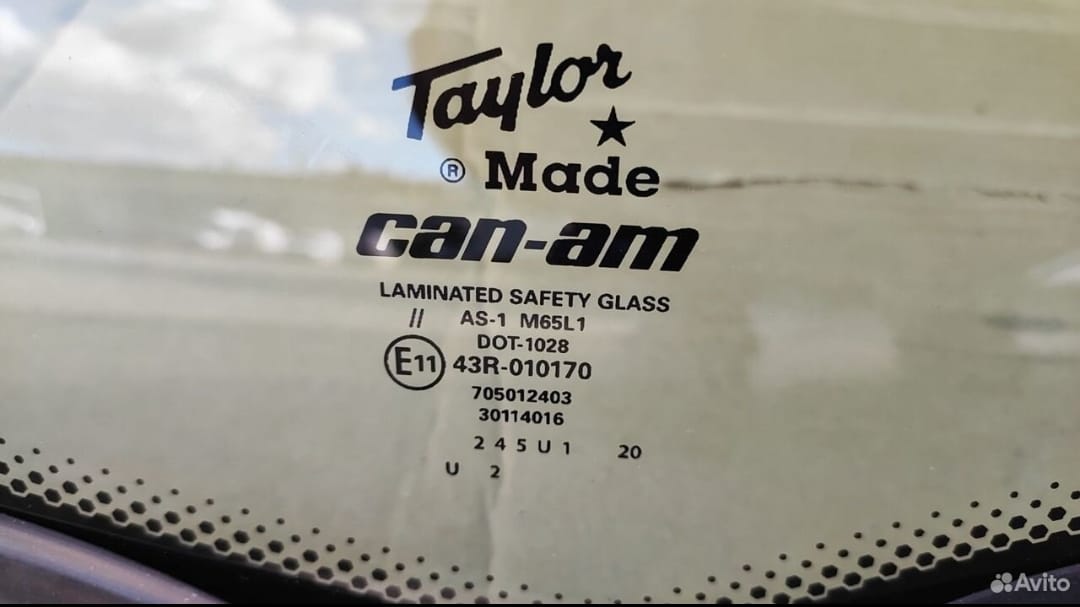 Taylor
® Made
can-am
LAMINATED SAFETY GLASS
// AS-1 M65L1
DOT-1028
E11 43R-010170
705012403
30114016
2 4 5 U 1 20
U 2
Avito